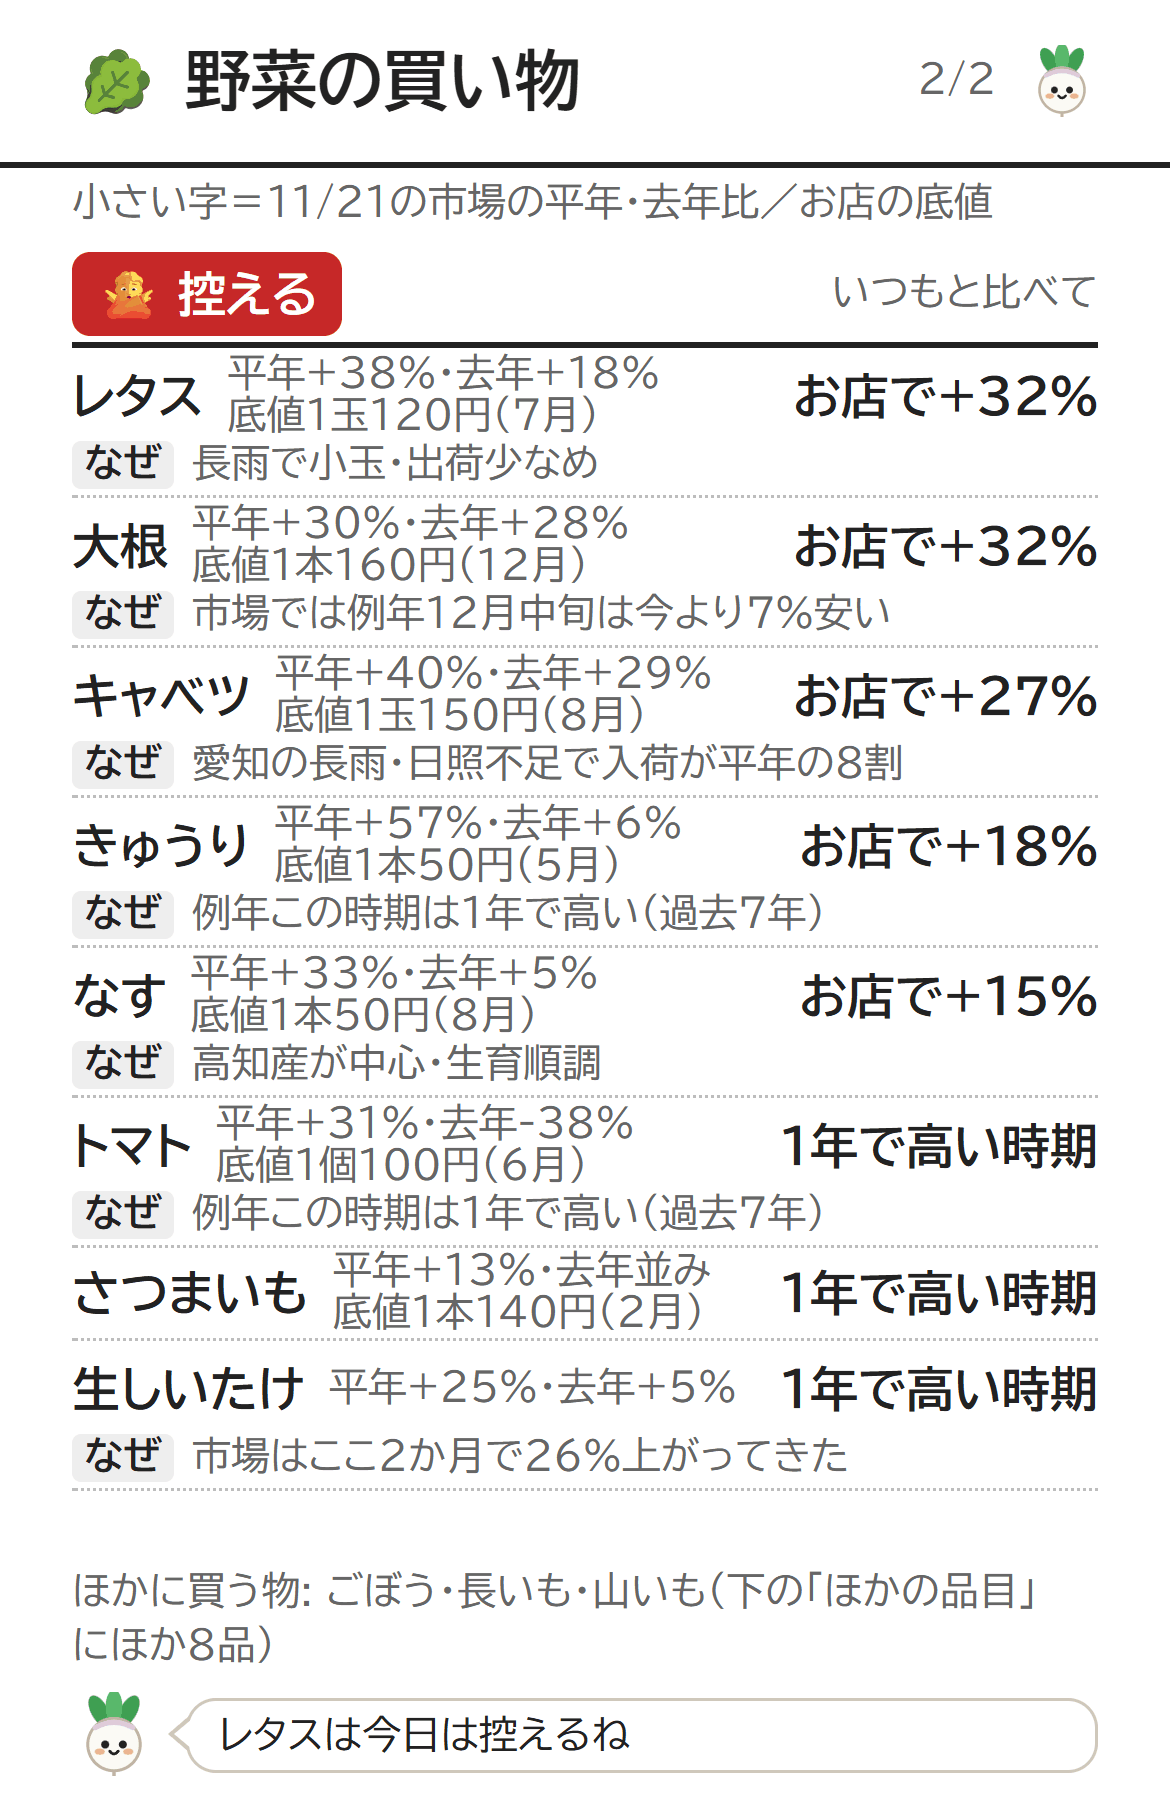 野菜の買い物
2/2
小さい字＝11/21の市場の平年・去年比／お店の底値
控える
いつもと比べて
レタス 平年+38%・去年+18% お店で+32%
底値1玉120円(7月)
なぜ 長雨で小玉・出荷少なめ
大根 平年+30%・去年+28% お店で+32%
底値1本160円(12月)
なぜ 市場では例年12月中旬は今より7%安い
キャベツ 平年+40%・去年+29% お店で+27%
底値1玉150円(8月)
なぜ 愛知の長雨・日照不足で入荷が平年の8割
きゅうり 平年+57%・去年+6% お店で+18%
底値1本50円(5月)
なぜ 例年この時期は1年で高い(過去7年)
なす 平年+33%・去年+5% お店で+15%
底値1本50円(8月)
なぜ 高知産が中心・生育順調
トマト 平年+31%・去年-38% 1年で高い時期
底値1個100円(6月)
なぜ 例年この時期は1年で高い(過去7年)
さつまいも 平年+13%・去年並み 1年で高い時期
底値1本140円(2月)
生しいたけ 平年+25%・去年+5% 1年で高い時期
なぜ 市場はここ2か月で26%上がってきた
ほかに買う物: ごぼう・長いも・山いも(下の「ほかの品目」
にほか8品)
レタスは今日は控えるね